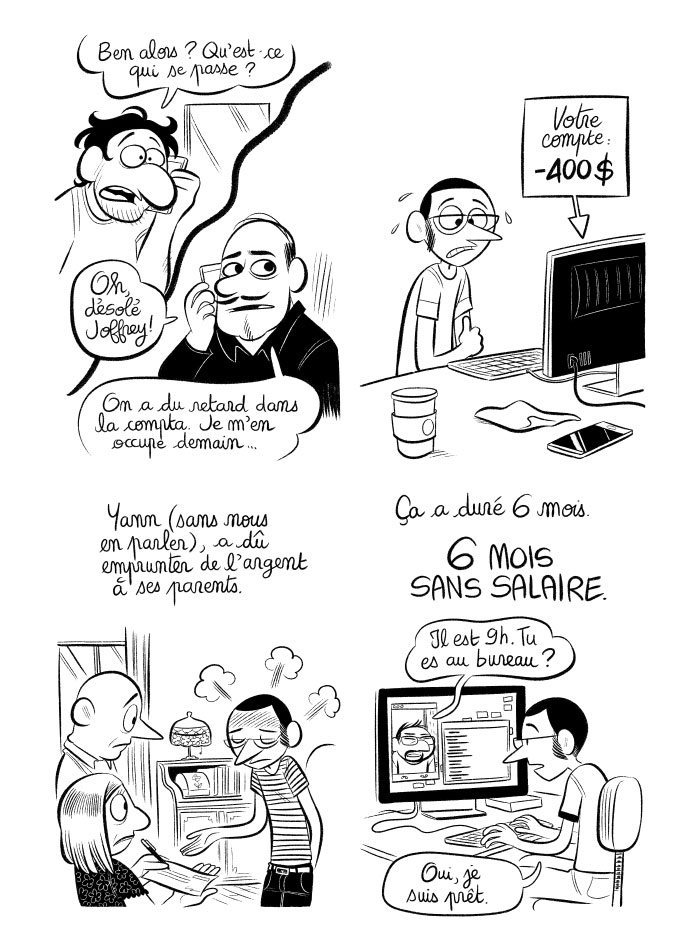 Ben alors ? Qu'est-ce
qui se passe ?
Oh,
désolé
Joffrey!
On a du retard dans
la compta. Je m'en
occupe demain...
Votre
compte :
-400$
Yann (sans nous
en parler), a dû
emprunter de l'argent
à ses parents.
Ça a duré 6 mois.
6 MOIS
SANS SALAIRE.
Il est 9h. Tu
es au bureau ?
Oui, je
suis prêt.